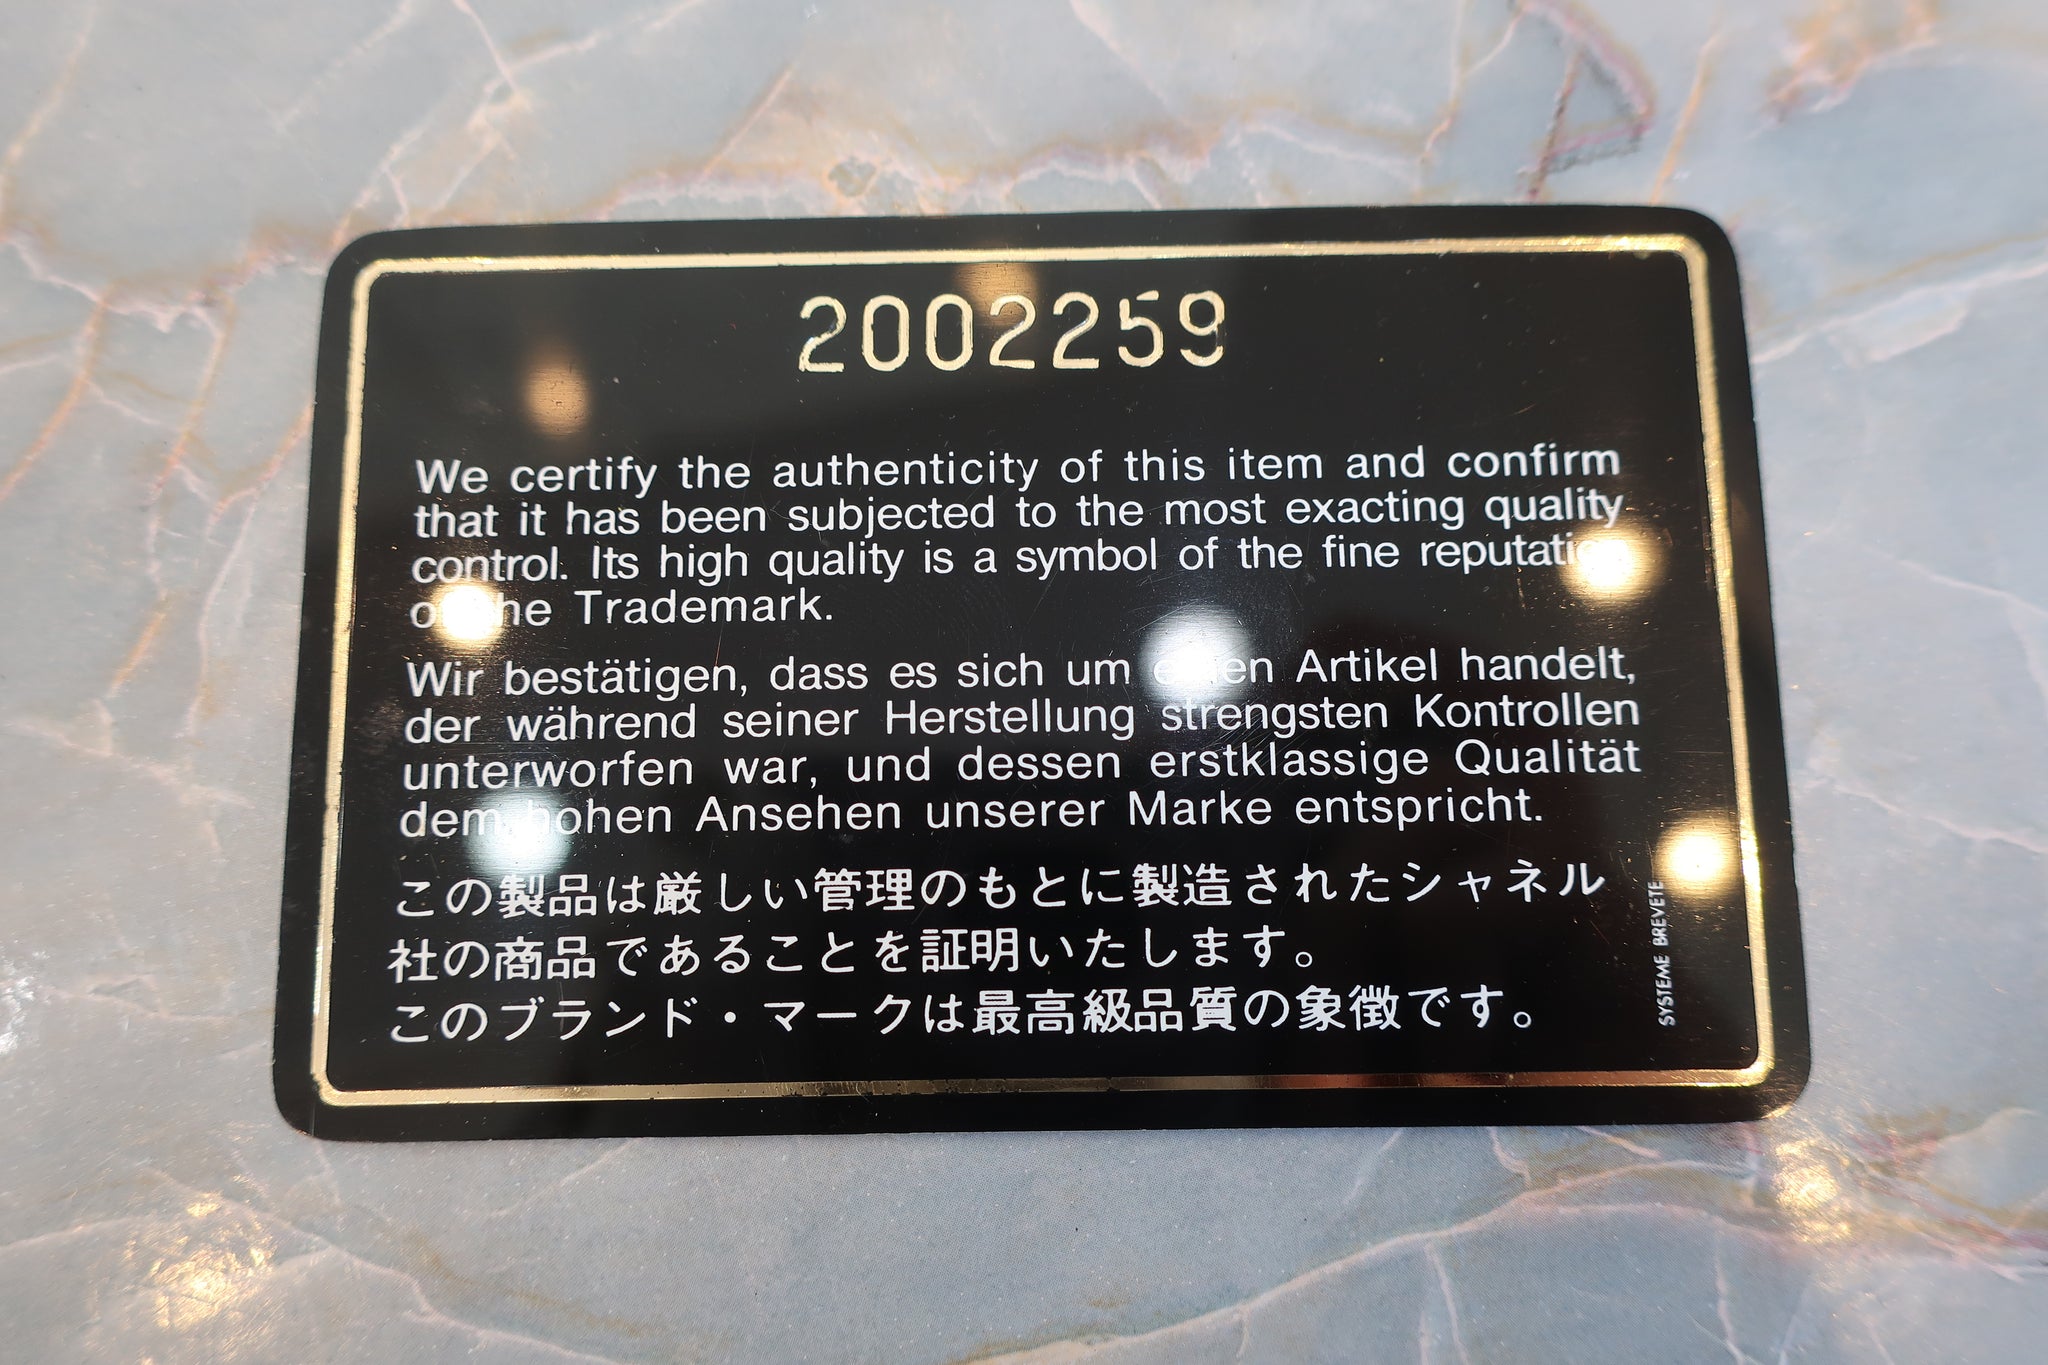 2002259
We certify the authenticity of this item and confirm
that it has been subjected to the most exacting quality
control. Its high quality is a symbol of the fine reputation
of the Trademark.
Wir bestätigen, dass es sich um einen Artikel handelt,
der während seiner Herstellung strengsten Kontrollen
unterworfen war, und dessen erstklassige Qualität
dem hohen Ansehen unserer Marke entspricht.
この製品は厳しい管理のもとに製造されたシャネル
社の商品であることを証明いたします。
このブランド・マークは最高級品質の象徴です。
SYSTEME BREVETE